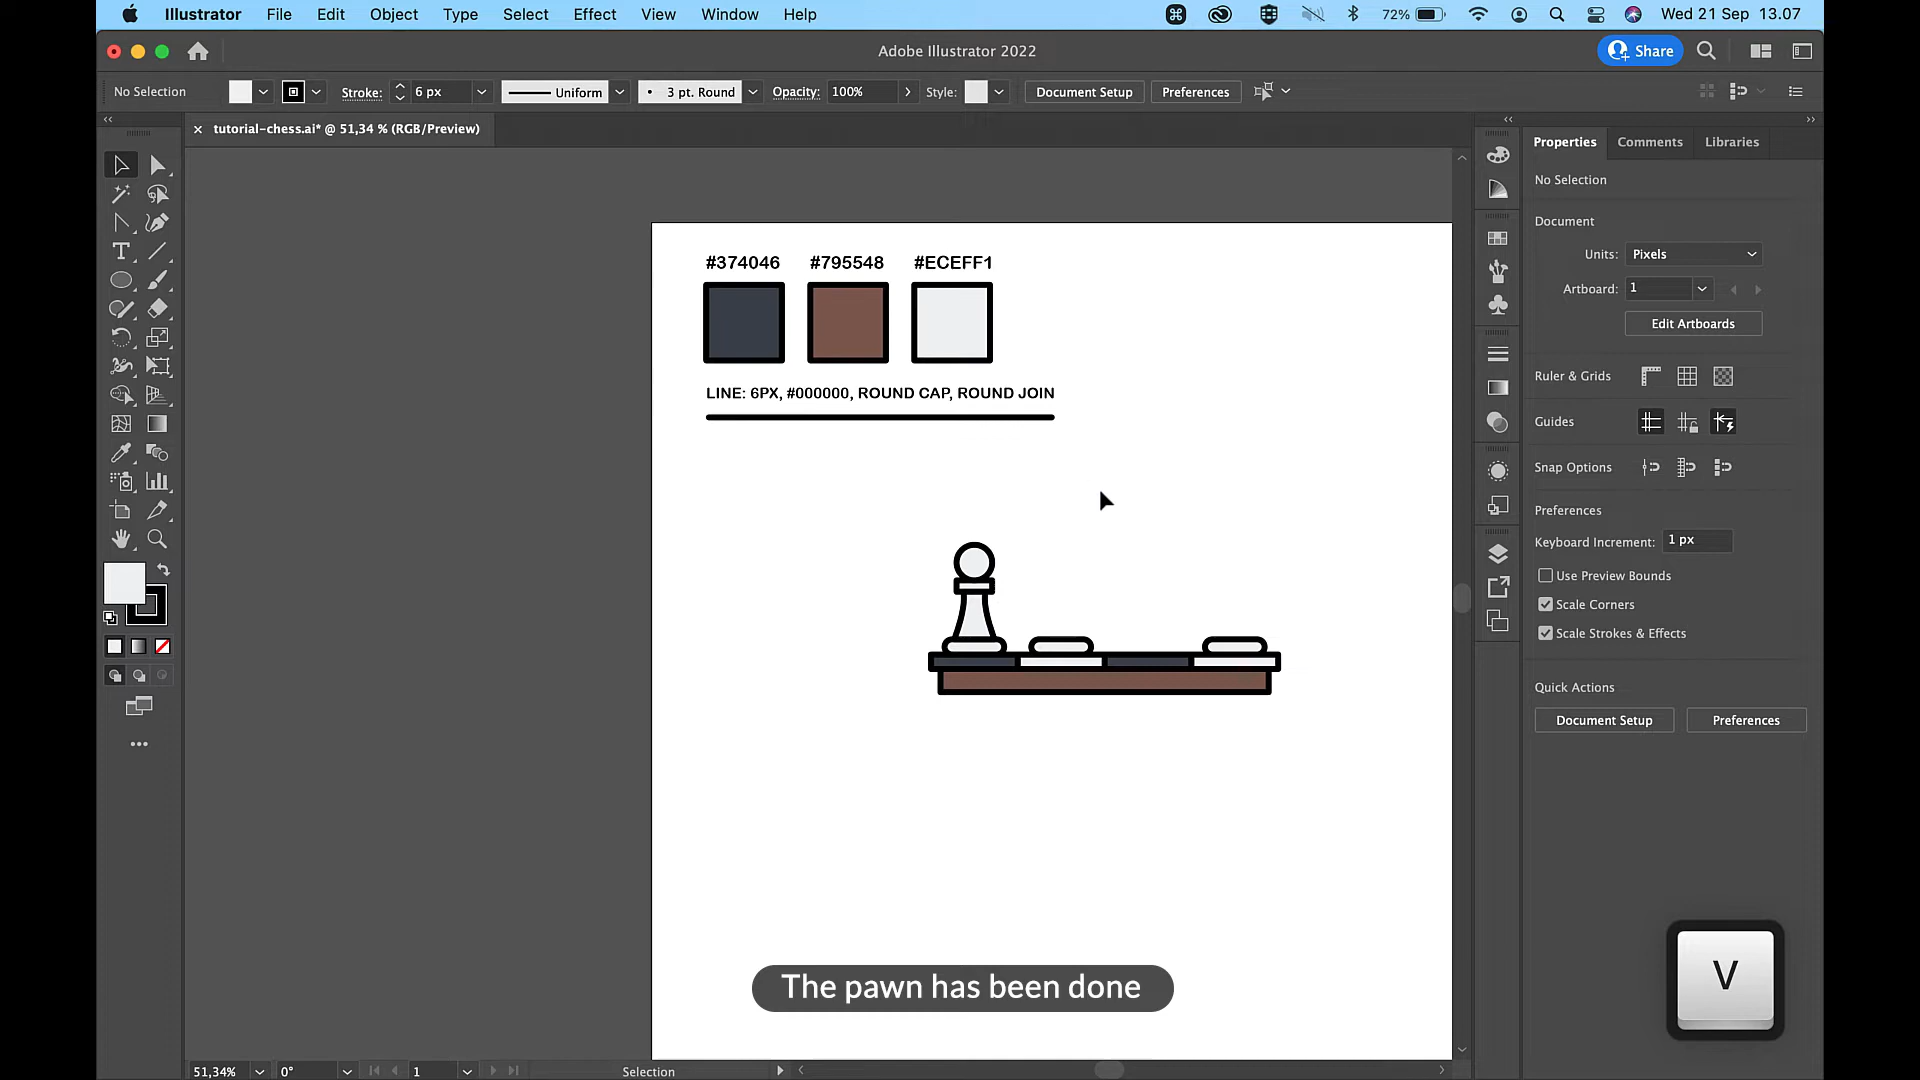 Illustrator File Edit Object Type Select Effect View Window Help 72% Wed 21 Sep 13.07
Adobe Illustrator 2022
Share
No Selection Stroke: 6 px Uniform 3 pt. Round Opacity: 100% Style: Document Setup Preferences
tutorial-chess.ai* @ 51,34 % (RGB/Preview)
Properties Comments Libraries
No Selection
Document
Units: Pixels
Artboard: 1
Edit Artboards
Ruler & Grids
Guides
Snap Options
Preferences
Keyboard Increment: 1 px
Use Preview Bounds
Scale Corners
Scale Strokes & Effects
Quick Actions
Document Setup Preferences
#374046 #795548 #ECEFF1
LINE: 6PX, #000000, ROUND CAP, ROUND JOIN
The pawn has been done
V
51,34% 0° 1 Selection